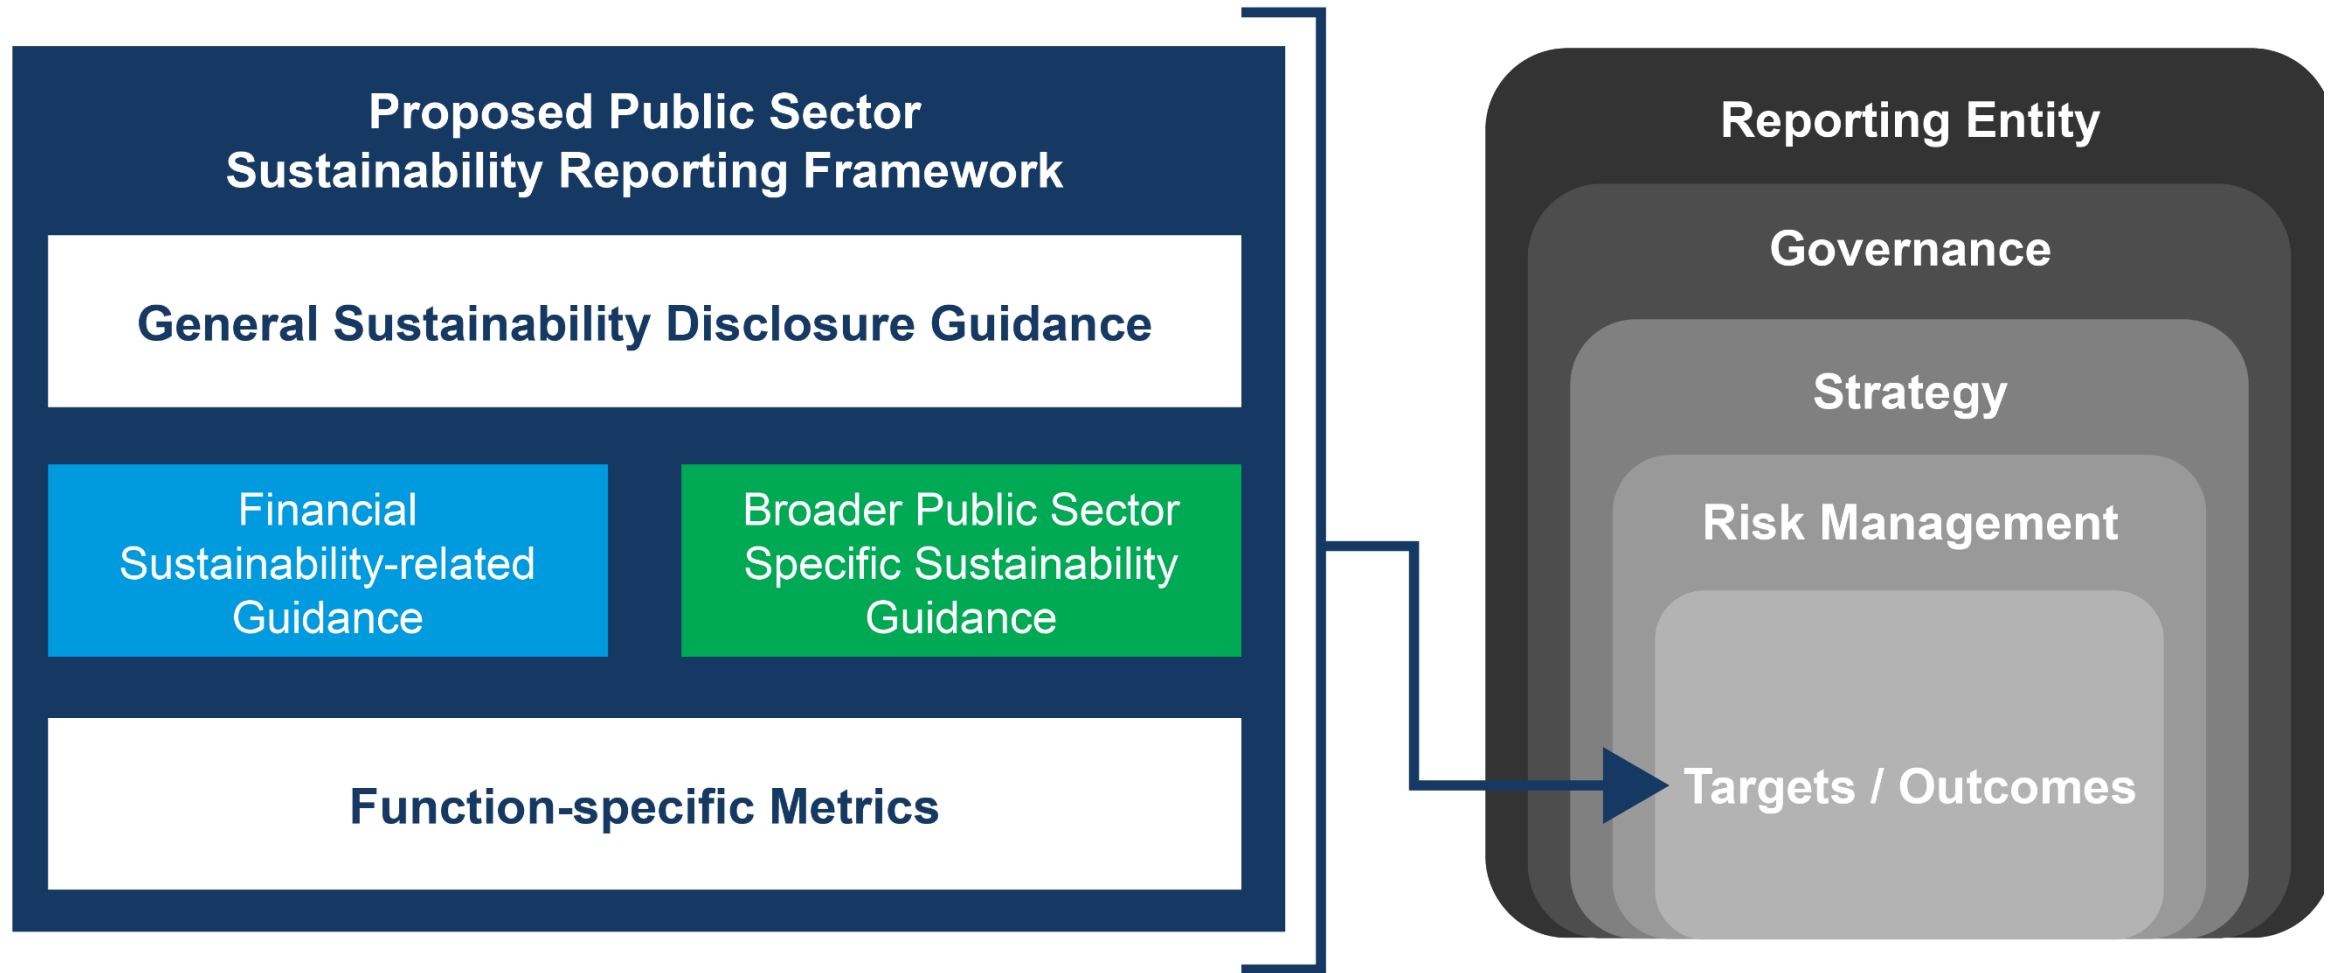 Proposed Public Sector
Sustainability Reporting Framework
General Sustainability Disclosure Guidance
Financial
Sustainability-related
Guidance
Broader Public Sector
Specific Sustainability
Guidance
Function-specific Metrics
Reporting Entity
Governance
Strategy
Risk Management
Targets / Outcomes